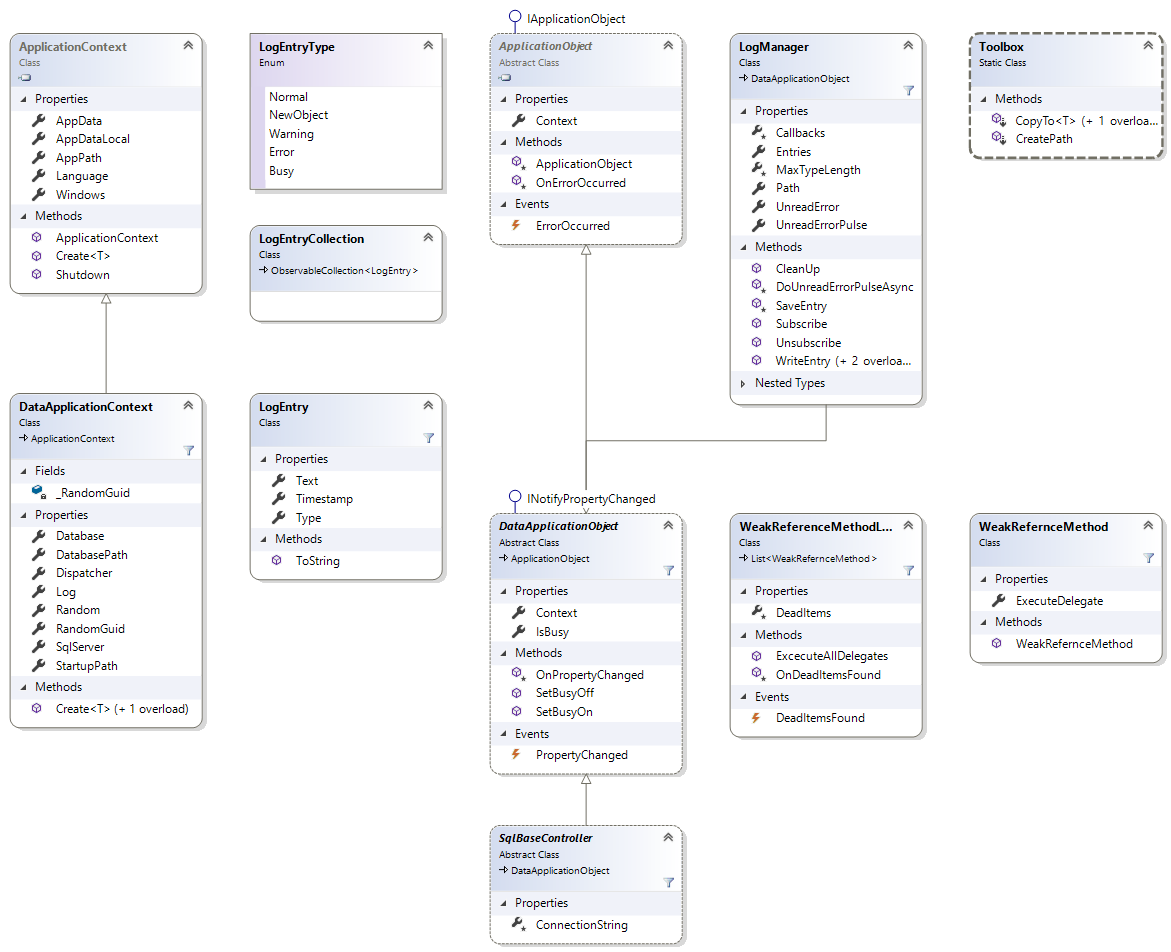 ApplicationContext
Class
Properties
AppData
AppDataLocal
AppPath
Language
Windows
Methods
ApplicationContext
Create<T>
Shutdown
LogEntryType
Enum
Normal
NewObject
Warning
Error
Busy
LogEntryCollection
Class
ObservableCollection<LogEntry>
IApplicationObject
ApplicationObject
Abstract Class
Properties
Context
Methods
ApplicationObject
OnErrorOccurred
Events
ErrorOccurred
LogManager
Class
DataApplicationObject
Properties
Callbacks
Entries
MaxTypeLength
Path
UnreadError
UnreadErrorPulse
Methods
CleanUp
DoUnreadErrorPulseAsync
SaveEntry
Subscribe
Unsubscribe
WriteEntry (+ 2 overloa...
Nested Types
Toolbox
Static Class
Methods
CopyTo<T> (+ 1 overloa...
CreatePath
DataApplicationContext
Class
ApplicationContext
Fields
_RandomGuid
Properties
Database
DatabasePath
Dispatcher
Log
Random
RandomGuid
SqlServer
StartupPath
Methods
Create<T> (+ 1 overload)
LogEntry
Class
Properties
Text
Timestamp
Type
Methods
ToString
INotifyPropertyChanged
DataApplicationObject
Abstract Class
ApplicationObject
Properties
Context
IsBusy
Methods
OnPropertyChanged
SetBusyOff
SetBusyOn
Events
PropertyChanged
WeakReferenceMethodL...
Class
List<WeakRefernceMethod>
Properties
DeadItems
Methods
ExcecuteAllDelegates
OnDeadItemsFound
Events
DeadItemsFound
WeakRefernceMethod
Class
Properties
ExecuteDelegate
Methods
WeakRefernceMethod
SqlBaseController
Abstract Class
DataApplicationObject
Properties
ConnectionString